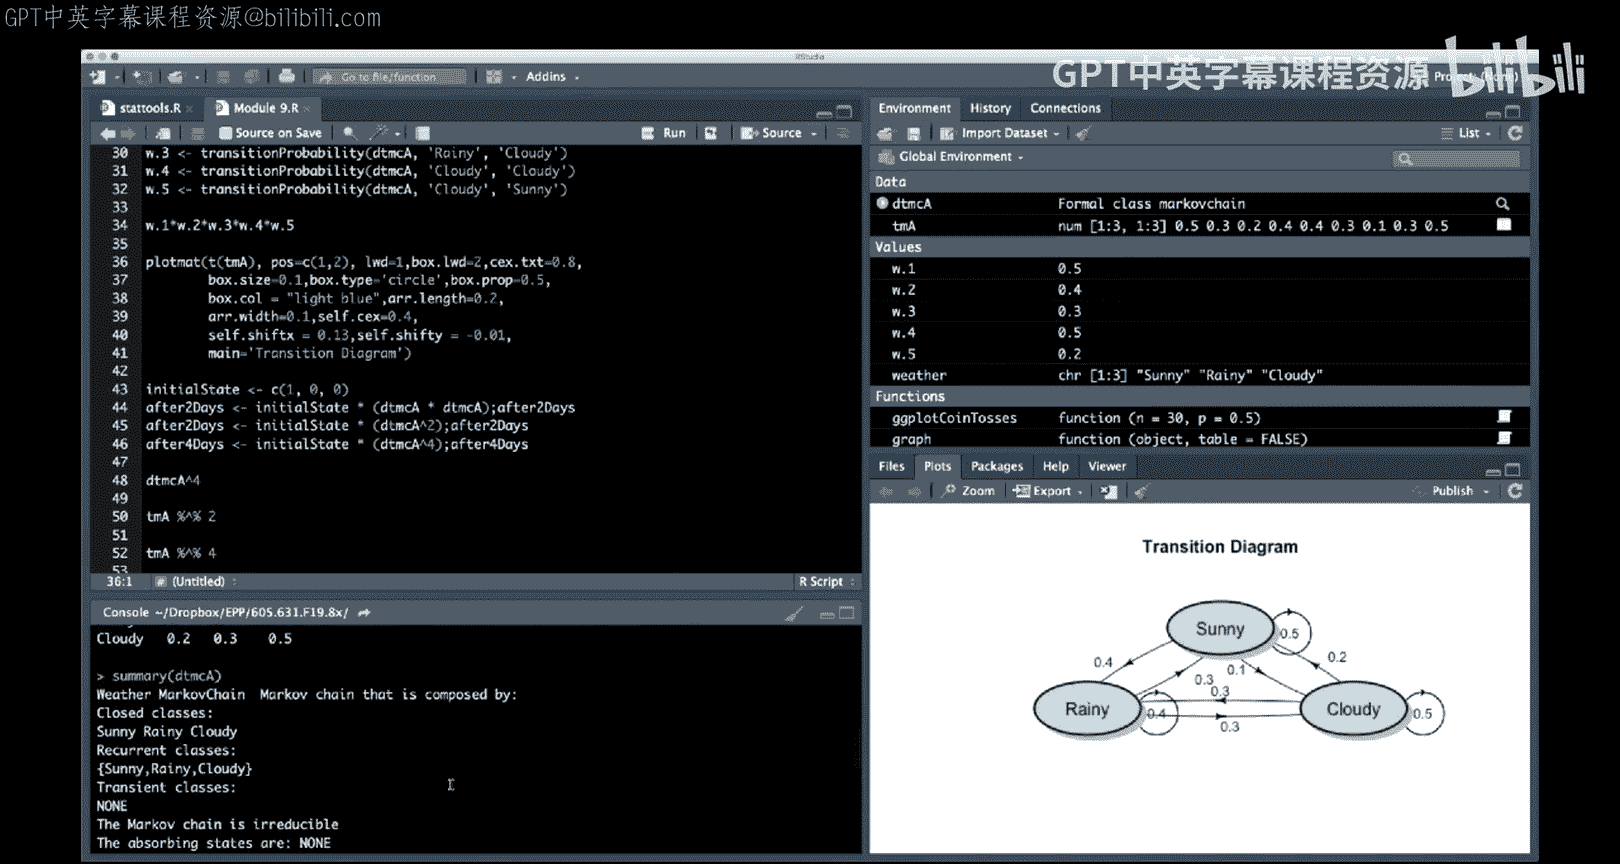 GPT中英字幕课程资源@bilibili.com
RStudio
GPT中英字幕课程资源 bilibili
Go to file/function Addins
stattools.R Module 9.R
Source on Save Run Source
30 w.3 <- transitionProbability(dtmcA, 'Rainy', 'Cloudy')
31 w.4 <- transitionProbability(dtmcA, 'Cloudy', 'Cloudy')
32 w.5 <- transitionProbability(dtmcA, 'Cloudy', 'Sunny')
33
34 w.1*w.2*w.3*w.4*w.5
35
36 plotmat(t(tmA), pos=c(1,2), lwd=1,box.lwd=2,cex.txt=0.8,
37 box.size=0.1,box.type='circle',box.prop=0.5,
38 box.col = "light blue",arr.length=0.2,
39 arr.width=0.1,self.cex=0.4,
40 self.shiftx = 0.13,self.shifty = -0.01,
41 main='Transition Diagram')
42
43 initialState <- c(1, 0, 0)
44 after2Days <- initialState * (dtmcA * dtmcA);after2Days
45 after2Days <- initialState * (dtmcA^2);after2Days
46 after4Days <- initialState * (dtmcA^4);after4Days
47
48 dtmcA^4
49
50 tmA %^% 2
51
52 tmA %^% 4
53
36:1 # (Untitled) R Script
Console ~/Dropbox/EPP/605.631.F19.8x/
Cloudy 0.2 0.3 0.5
> summary(dtmcA)
Weather MarkovChain Markov chain that is composed by:
Closed classes:
Sunny Rainy Cloudy
Recurrent classes:
{Sunny,Rainy,Cloudy}
Transient classes:
NONE
The Markov chain is irreducible
The absorbing states are: NONE
Environment History Connections
Import Dataset List
Global Environment
Data
dtmcA Formal class markovchain
tmA num [1:3, 1:3] 0.5 0.3 0.2 0.4 0.4 0.3 0.1 0.3 0.5
Values
w.1 0.5
w.2 0.4
w.3 0.3
w.4 0.5
w.5 0.2
weather chr [1:3] "Sunny" "Rainy" "Cloudy"
Functions
ggplotCoinTosses function (n = 30, p = 0.5)
graph function (object, table = FALSE)
Files Plots Packages Help Viewer
Zoom Export Publish
Transition Diagram
Sunny 0.5
0.4 0.2
0.3 0.1
0.3
Rainy 0.4 Cloudy 0.5
0.3